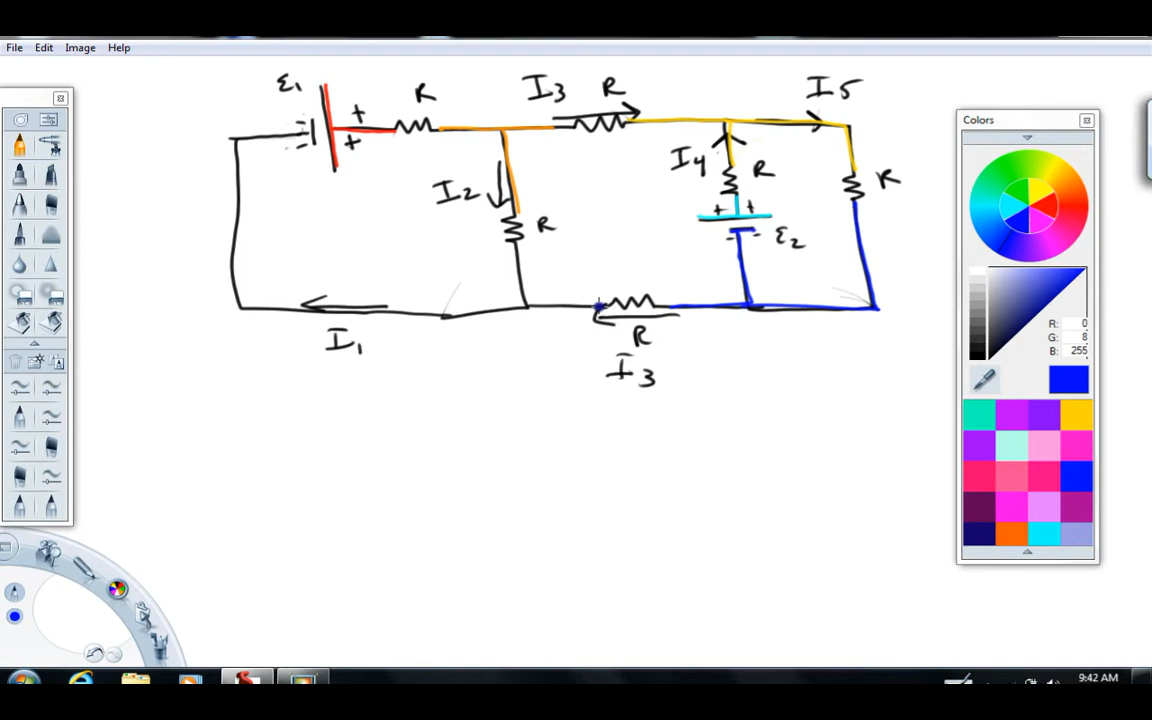 File Edit Image Help
ε1 + + R I3 R I5
I2 R I4 R R
+ + ε2
I1 R
I3
Colors
R: 0
G: 8
B: 255
9:42 AM